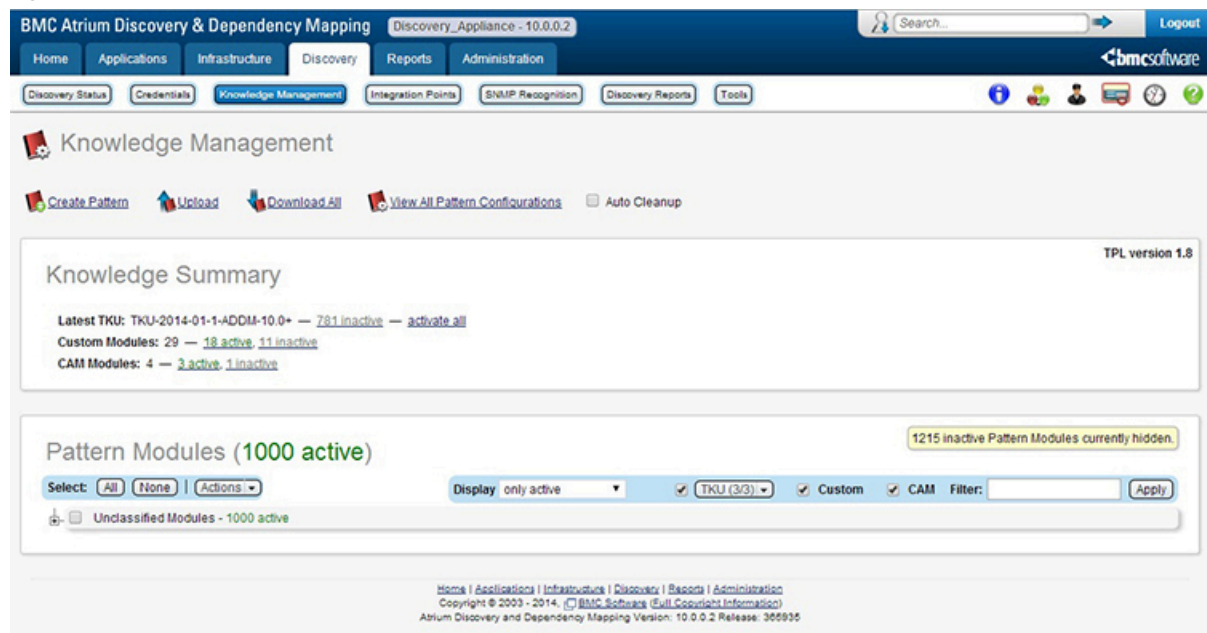 BMC Atrium Discovery & Dependency Mapping Discovery_Appliance - 10.0.0.2 Search... Logout
Home Applications Infrastructure Discovery Reports Administration bmcsoftware
Discovery Status Credentials Knowledge Management Integration Points SNMP Recognition Discovery Reports Tools
Knowledge Management
Create Pattern Upload Download All View All Pattern Configurations Auto Cleanup
TPL version 1.8
Knowledge Summary
Latest TKU: TKU-2014-01-1-ADDM-10.0+ — 781 inactive — activate all
Custom Modules: 29 — 18 active, 11 inactive
CAM Modules: 4 — 3 active, 1 inactive
1215 inactive Pattern Modules currently hidden.
Pattern Modules (1000 active)
Select: All None | Actions Display only active TKU (3/3) Custom CAM Filter: Apply
Unclassified Modules - 1000 active
Home | Applications | Infrastructure | Discovery | Reports | Administration
Copyright © 2003 - 2014, BMC Software (Full Copyright Information)
Atrium Discovery and Dependency Mapping Version: 10.0.0.2 Release: 366935